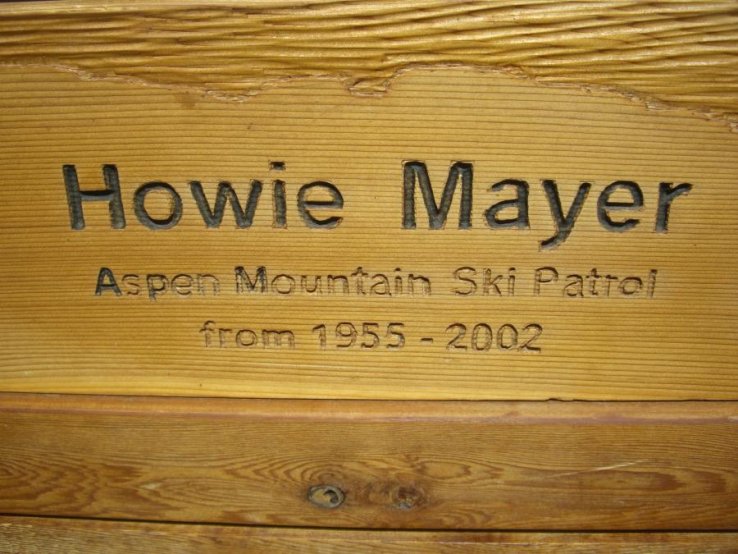 Howie Mayer
Aspen Mountain Ski Patrol
from 1955 - 2002